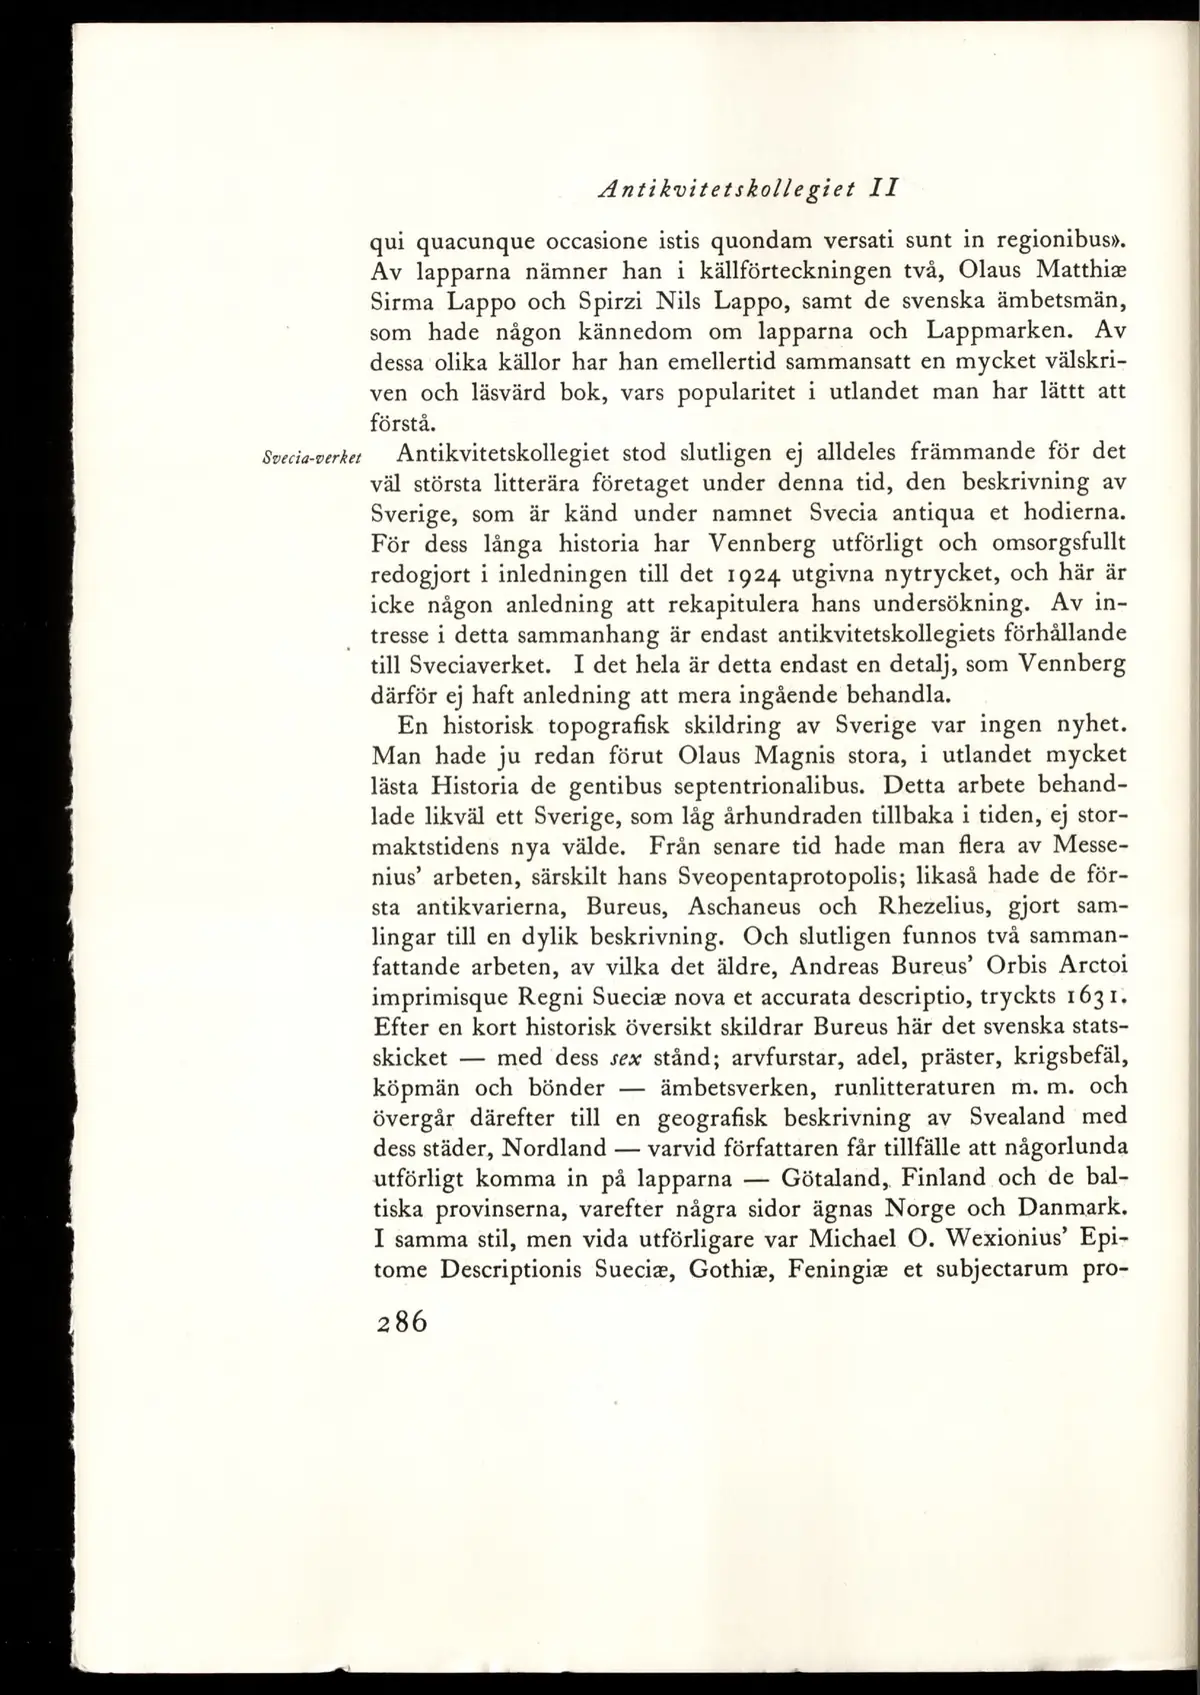 Antikvitetskollegiet II
qui quacunque occasione istis quondam versati sunt in regionibus».
Av lapparna nämner han i källförteckningen två, Olaus Matthiæ
Sirma Lappo och Spirzi Nils Lappo, samt de svenska ämbetsmän,
som hade någon kännedom om lapparna och Lappmarken. Av
dessa olika källor har han emellertid sammansatt en mycket välskri-
ven och läsvärd bok, vars popularitet i utlandet man har lättt att
förstå.
Svecia-verket
Antikvitetskollegiet stod slutligen ej alldeles främmande för det
väl största litterära företaget under denna tid, den beskrivning av
Sverige, som är känd under namnet Svecia antiqua et hodierna.
För dess långa historia har Vennberg utförligt och omsorgsfullt
redogjort i inledningen till det 1924 utgivna nytrycket, och här är
icke någon anledning att rekapitulera hans undersökning. Av in-
tresse i detta sammanhang är endast antikvitetskollegiets förhållande
till Sveciaverket. I det hela är detta endast en detalj, som Vennberg
därför ej haft anledning att mera ingående behandla.
En historisk topografisk skildring av Sverige var ingen nyhet.
Man hade ju redan förut Olaus Magnis stora, i utlandet mycket
lästa Historia de gentibus septentrionalibus. Detta arbete behand-
lade likväl ett Sverige, som låg århundraden tillbaka i tiden, ej stor-
maktstidens nya välde. Från senare tid hade man flera av Messe-
nius’ arbeten, särskilt hans Sveopentaprotopolis; likaså hade de för-
sta antikvarierna, Bureus, Aschaneus och Rhezelius, gjort sam-
lingar till en dylik beskrivning. Och slutligen funnos två samman-
fattande arbeten, av vilka det äldre, Andreas Bureus’ Orbis Arctoi
imprimisque Regni Sueciæ nova et accurata descriptio, tryckts 1631.
Efter en kort historisk översikt skildrar Bureus här det svenska stats-
skicket — med dess sex stånd; arvfurstar, adel, präster, krigsbefäl,
köpmän och bönder — ämbetsverken, runlitteraturen m. m. och
övergår därefter till en geografisk beskrivning av Svealand med
dess städer, Nordland — varvid författaren får tillfälle att någorlunda
utförligt komma in på lapparna — Götaland, Finland och de bal-
tiska provinserna, varefter några sidor ägnas Norge och Danmark.
I samma stil, men vida utförligare var Michael O. Wexionius’ Epi-
tome Descriptionis Sueciæ, Gothiæ, Feningiæ et subjectarum pro-
286